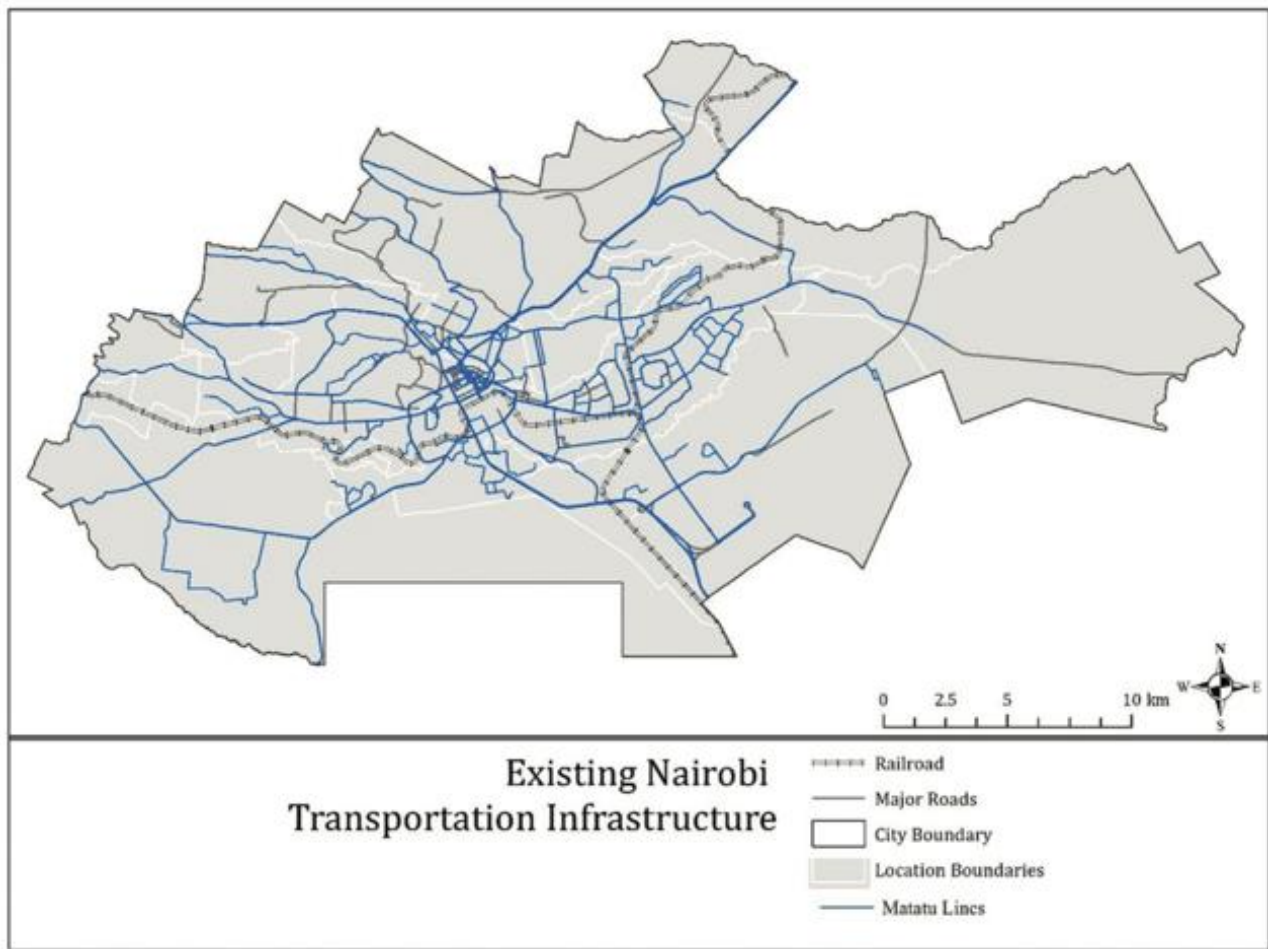 N
W E
S
0 2.5 5 10 km
Existing Nairobi
Transportation Infrastructure
Railroad
Major Roads
City Boundary
Location Boundaries
Matatu Lines